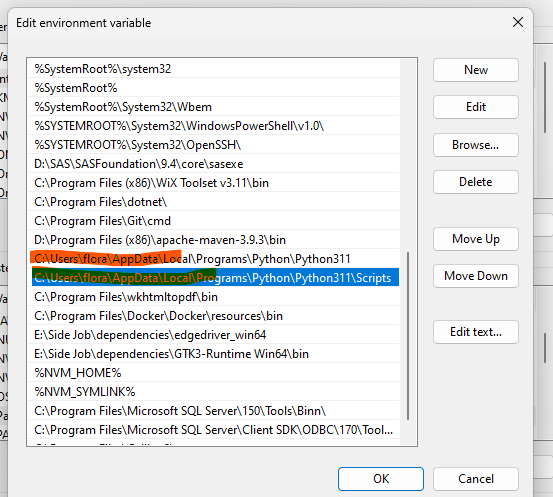 Edit environment variable
%SystemRoot%\system32
%SystemRoot%
%SystemRoot%\System32\Wbem
%SYSTEMROOT%\System32\WindowsPowerShell\v1.0\
%SYSTEMROOT%\System32\OpenSSH\
D:\SAS\SASFoundation\9.4\core\sasexe
C:\Program Files (x86)\WiX Toolset v3.11\bin
C:\Program Files\dotnet\
C:\Program Files\Git\cmd
D:\Program Files (x86)\apache-maven-3.9.3\bin
C:\Users\flora\AppData\Local\Programs\Python\Python311
C:\Users\flora\AppData\Local\Programs\Python\Python311\Scripts
C:\Program Files\wkhtmltopdf\bin
C:\Program Files\Docker\Docker\resources\bin
E:\Side Job\dependencies\edgedriver_win64
E:\Side Job\dependencies\GTK3-Runtime Win64\bin
%NVM_HOME%
%NVM_SYMLINK%
C:\Program Files\Microsoft SQL Server\150\Tools\Binn\
C:\Program Files\Microsoft SQL Server\Client SDK\ODBC\170\Tool...
New
Edit
Browse...
Delete
Move Up
Move Down
Edit text...
OK
Cancel